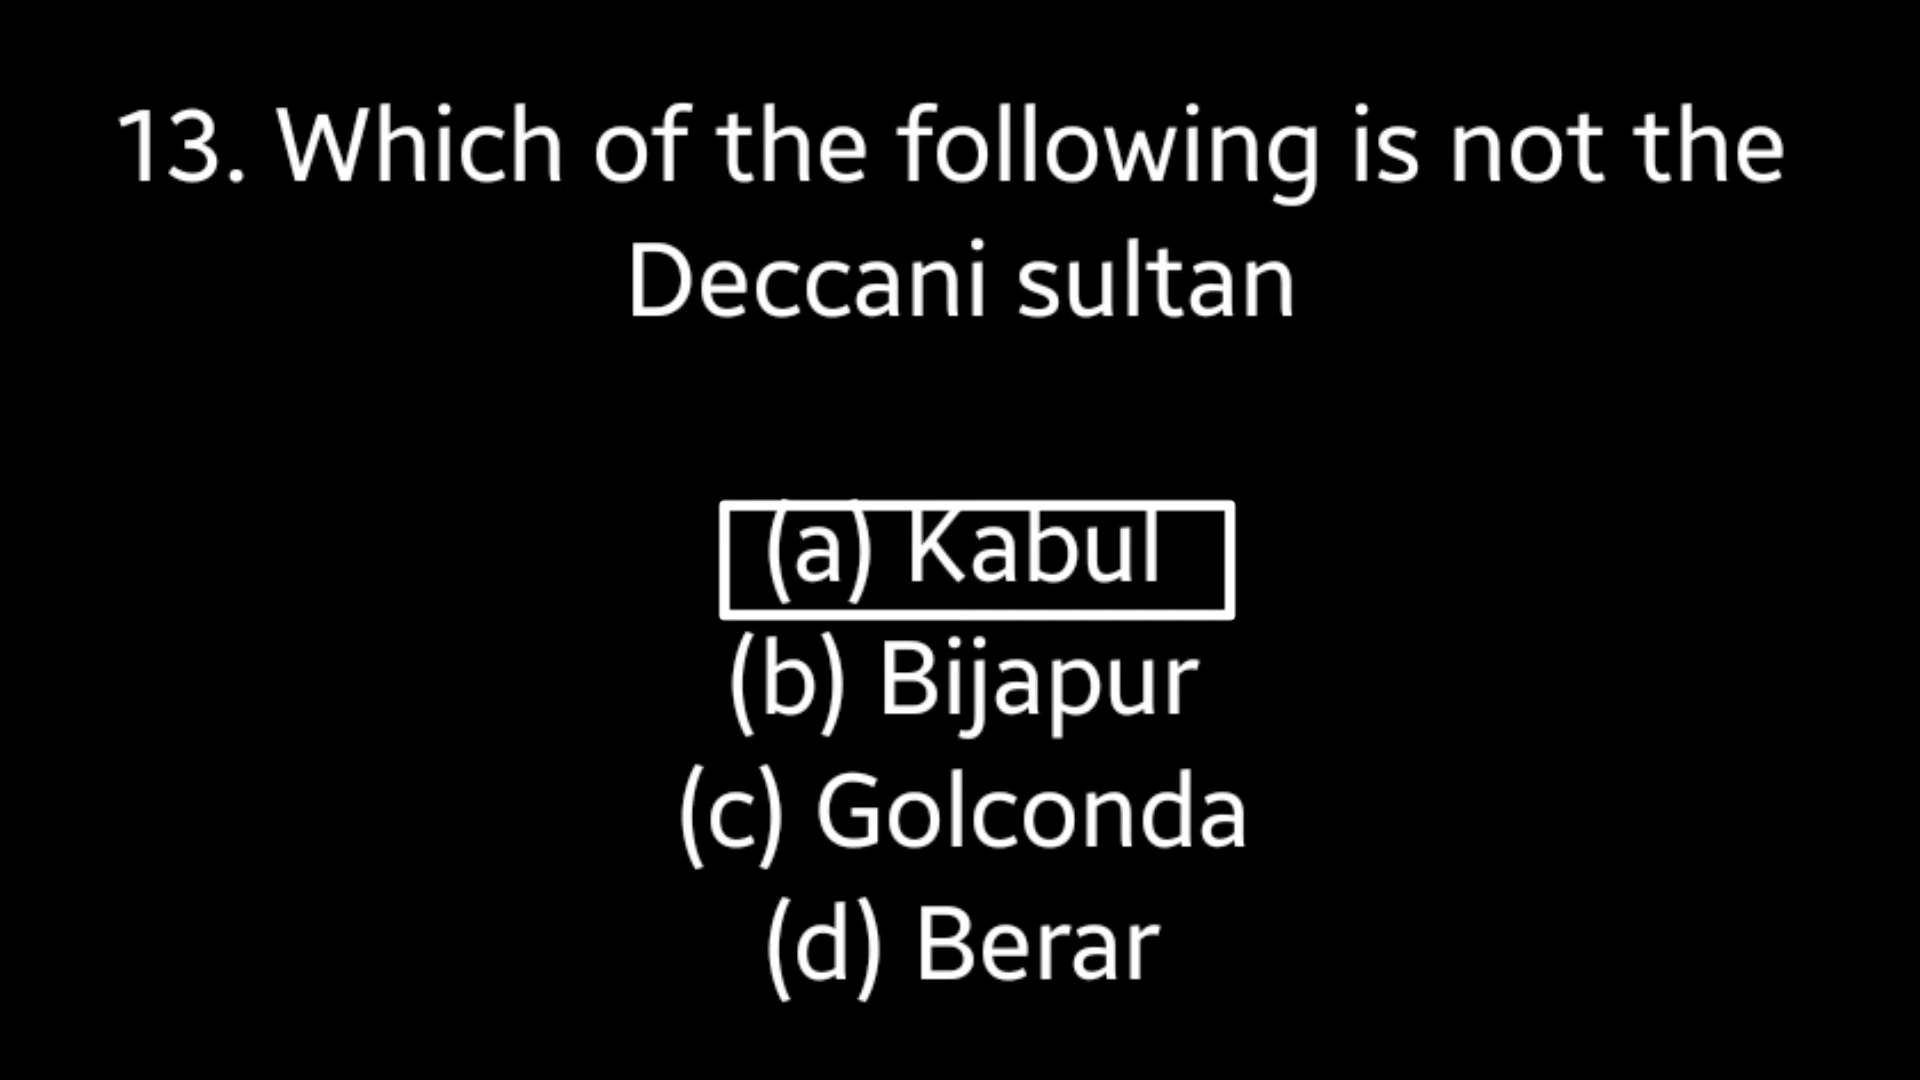 13. Which of the following is not the
Deccani sultan
(a) Kabul
(b) Bijapur
(c) Golconda
(d) Berar